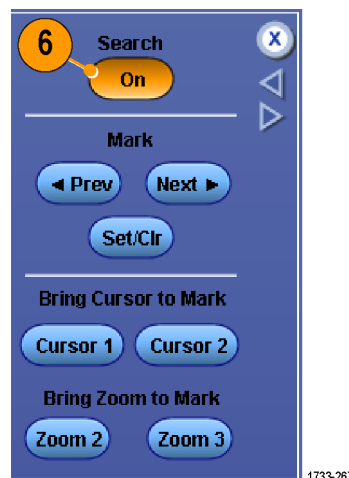 6
Search
X
On
Mark
◄ Prev
Next ►
Set/Clr
Bring Cursor to Mark
Cursor 1
Cursor 2
Bring Zoom to Mark
Zoom 2
Zoom 3